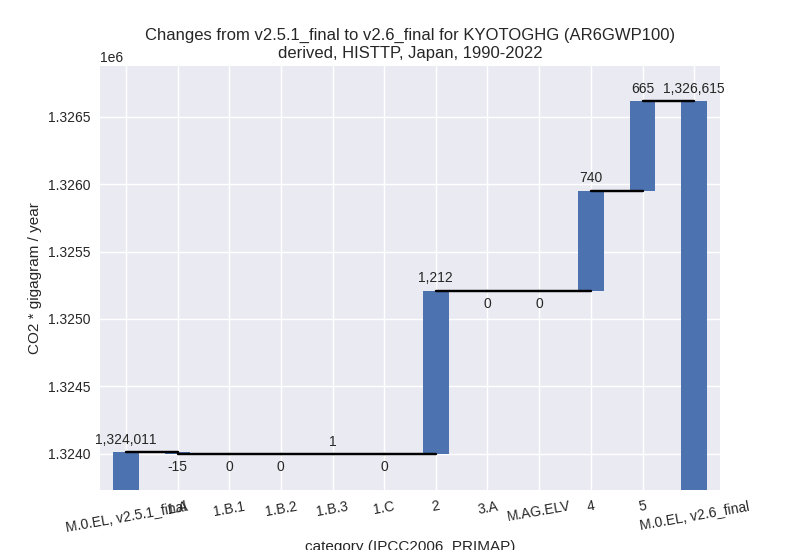 Changes from v2.5.1_final to v2.6_final for KYOTOGHG (AR6GWP100)
derived, HISTTP, Japan, 1990-2022
1e6
1.3265
1.3260
1.3255
1.3250
1.3245
1.3240
CO2 * gigagram / year
1,324,011
-15
0
0
1
0
1,212
0
0
740
665
1,326,615
M.0.EL, v2.5.1_final
1.A
1.B.1
1.B.2
1.B.3
1.C
2
3.A
M.AG.ELV
4
5
M.0.EL, v2.6_final
category (IPCC2006_PRIMAP)